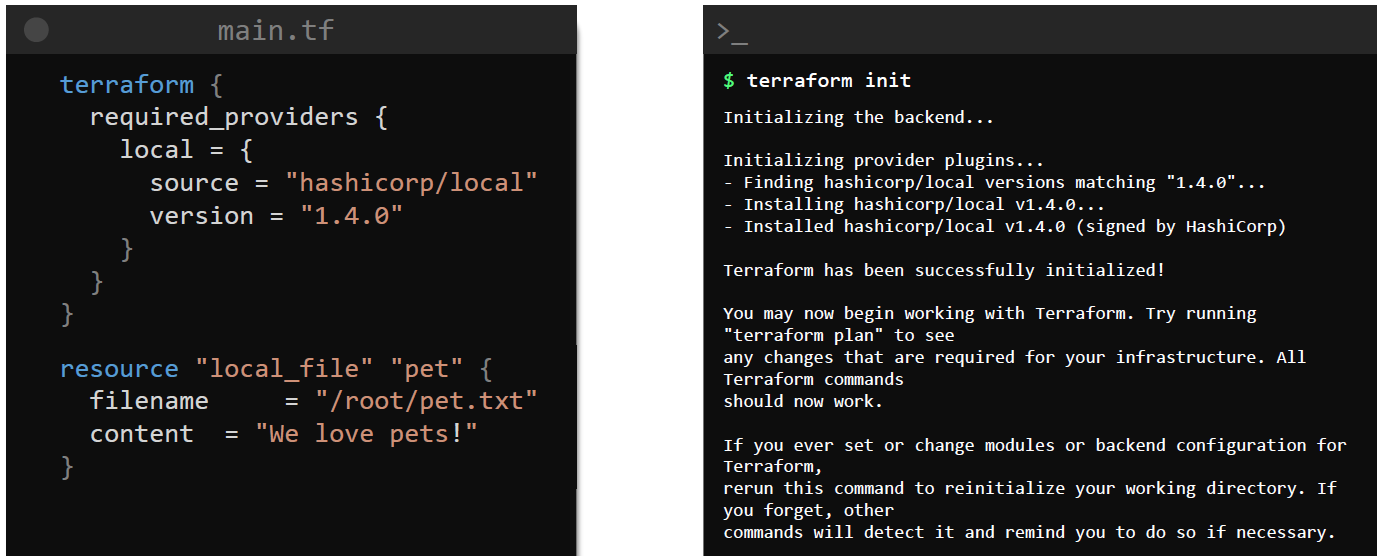 main.tf
terraform {
  required_providers {
    local = {
      source = "hashicorp/local"
      version = "1.4.0"
    }
  }
}
resource "local_file" "pet" {
  filename     = "/root/pet.txt"
  content  = "We love pets!"
}
>_
$ terraform init
Initializing the backend...
Initializing provider plugins...
- Finding hashicorp/local versions matching "1.4.0"...
- Installing hashicorp/local v1.4.0...
- Installed hashicorp/local v1.4.0 (signed by HashiCorp)
Terraform has been successfully initialized!
You may now begin working with Terraform. Try running
"terraform plan" to see
any changes that are required for your infrastructure. All
Terraform commands
should now work.
If you ever set or change modules or backend configuration for
Terraform,
rerun this command to reinitialize your working directory. If
you forget, other
commands will detect it and remind you to do so if necessary.